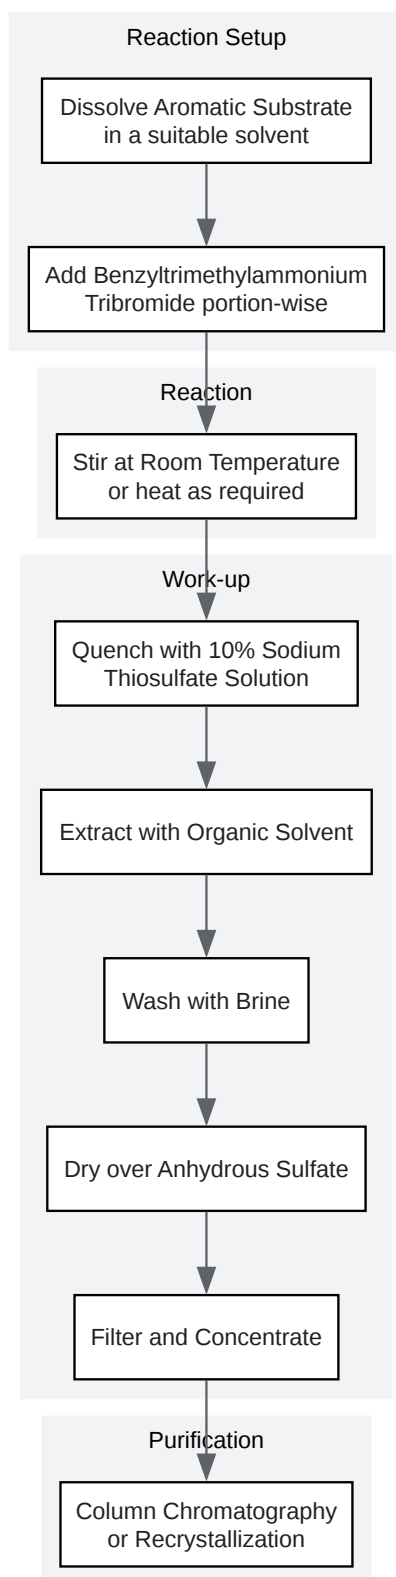 Reaction Setup
Dissolve Aromatic Substrate
in a suitable solvent
Add Benzyltrimethylammonium
Tribromide portion-wise
Reaction
Stir at Room Temperature
or heat as required
Work-up
Quench with 10% Sodium
Thiosulfate Solution
Extract with Organic Solvent
Wash with Brine
Dry over Anhydrous Sulfate
Filter and Concentrate
Purification
Column Chromatography
or Recrystallization